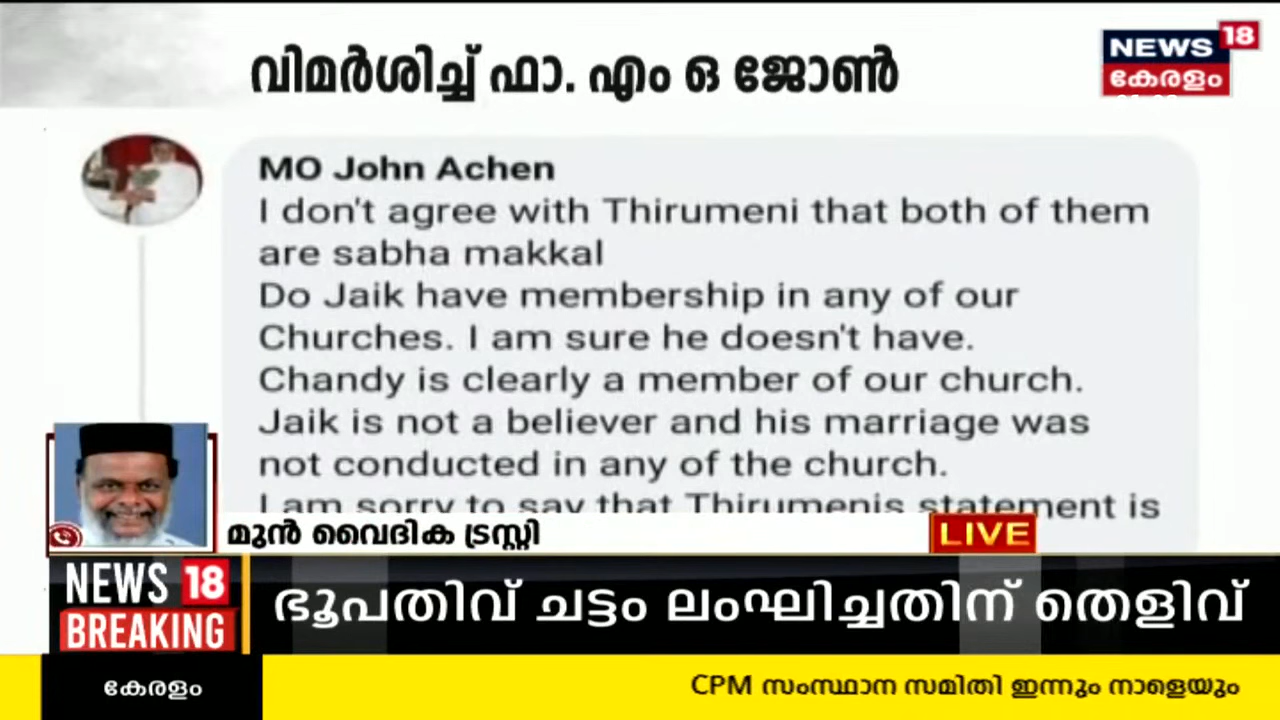 വിമർശിച്ച് ഫാ. എം ഒ ജോൺ
NEWS 18
കേരളം
MO John Achen
I don't agree with Thirumeni that both of them
are sabha makkal
Do Jaik have membership in any of our
Churches. I am sure he doesn't have.
Chandy is clearly a member of our church.
Jaik is not a believer and his marriage was
not conducted in any of the church.
I am sorry to say that Thirumenis statement is
മുൻ വൈദിക ട്രസ്റ്റി
LIVE
NEWS 18
BREAKING
ഭൂപതിവ് ചട്ടം ലംഘിച്ചതിന് തെളിവ്
കേരളം
CPM സംസ്ഥാന സമിതി ഇന്നും നാളെയും